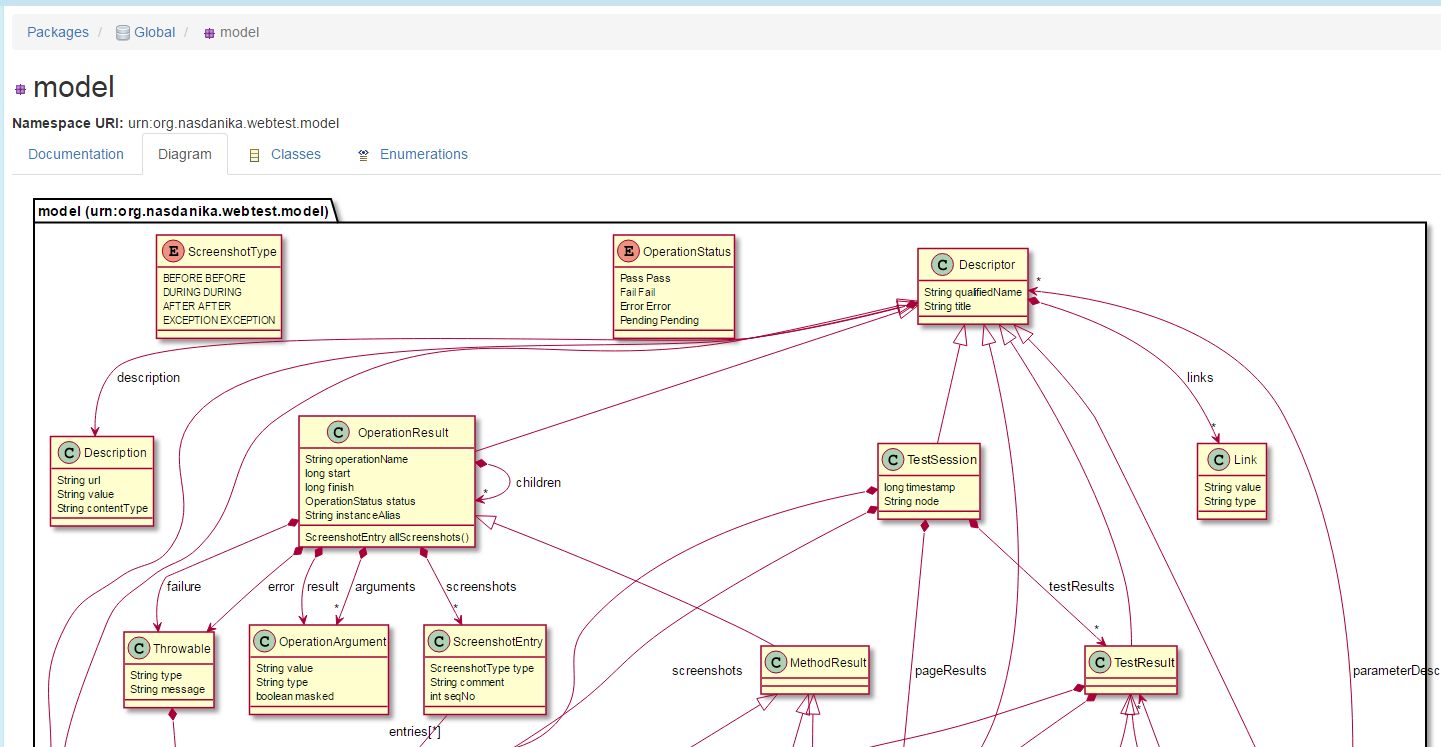 Packages / Global / model
model
Namespace URI: urn:org.nasdanika.webtest.model
Documentation Diagram Classes Enumerations
model (urn:org.nasdanika.webtest.model)
E ScreenshotType
BEFORE BEFORE
DURING DURING
AFTER AFTER
EXCEPTION EXCEPTION
E OperationStatus
Pass Pass
Fail Fail
Error Error
Pending Pending
C Descriptor
String qualifiedName
String title
*
description
links
*
C Description
String url
String value
String contentType
C OperationResult
String operationName
long start
long finish
OperationStatus status
String instanceAlias
ScreenshotEntry allScreenshots()
children
*
C TestSession
long timestamp
String node
C Link
String value
String type
failure
error
result
arguments
*
screenshots
*
testResults
*
C Throwable
String type
String message
C OperationArgument
String value
String type
boolean masked
C ScreenshotEntry
ScreenshotType type
String comment
int seqNo
screenshots
C MethodResult
pageResults
C TestResult
parameterDesc
*
entries[*]